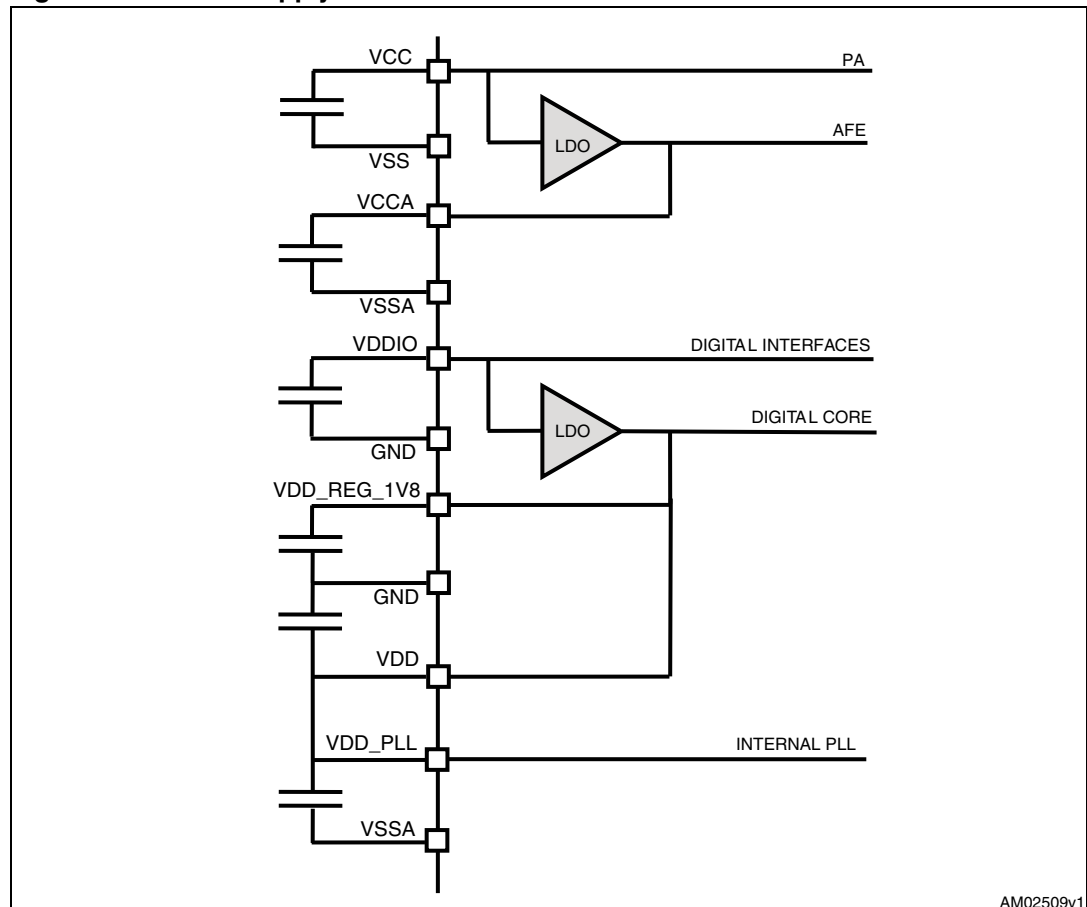 VCC
PA
LDO
AFE
VSS
VCCA
VSSA
VDDIO
DIGITAL INTERFACES
LDO
DIGITAL CORE
GND
VDD_REG_1V8
GND
VDD
VDD_PLL
INTERNAL PLL
VSSA
AM02509v1